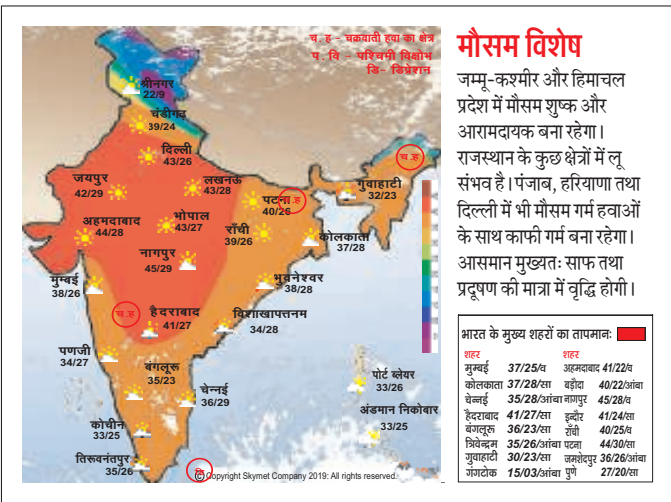 च. ह - चक्रवाती हवा का क्षेत्र
प. वि - पश्चिमी विक्षोभ
डि- डिप्रेशन
श्रीनगर
22/9
चंडीगढ़
39/24
दिल्ली
43/26
जयपुर
42/29
लखनऊ
43/28
पटना
40/26
च.ह
गुवाहाटी
32/23
च.ह
अहमदाबाद
44/28
भोपाल
43/27
राँची
39/26
कोलकाता
37/28
नागपुर
45/29
मुम्बई
38/26
भुवनेश्वर
38/28
च.ह
हैदराबाद
41/27
विशाखापत्तनम
34/28
पणजी
34/27
बंगलूरू
35/23
चेन्नई
36/29
पोर्ट ब्लेयर
33/26
अंडमान निकोबार
33/25
कोचीन
33/25
तिरूवनंतपुर
35/26
© Copyright Skymet Company 2019: All rights reserved.
मौसम विशेष
जम्मू-कश्मीर और हिमाचल
प्रदेश में मौसम शुष्क और
आरामदायक बना रहेगा।
राजस्थान के कुछ क्षेत्रों में लू
संभव है। पंजाब, हरियाणा तथा
दिल्ली में भी मौसम गर्म हवाओं
के साथ काफी गर्म बना रहेगा।
आसमान मुख्यतः साफ तथा
प्रदूषण की मात्रा में वृद्धि होगी।
भारत के मुख्य शहरों का तापमानः
शहर शहर
मुम्बई 37/25/व अहमदाबाद 41/22/व
कोलकाता 37/28/सा बड़ौदा 40/22/आंबा
चेन्नई 35/28/आंबा नागपुर 45/28/व
हैदराबाद 41/27/सा इन्दौर 41/24/सा
बंगलूरू 36/23/सा राँची 40/25/व
त्रिवेन्द्रम 35/26/आंबा पटना 44/30/सा
गुवाहाटी 30/23/सा जमशेदपुर 36/26/आंबा
गंगटोक 15/03/आंबा पुणे 27/20/सा